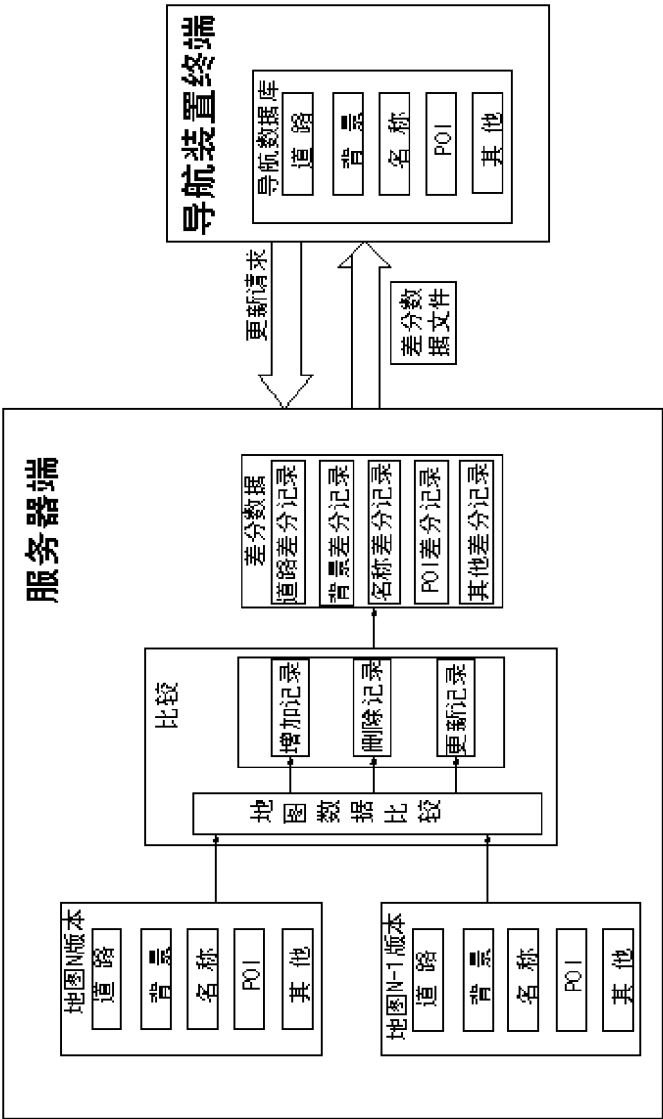 服务器端
地图N版本
道路
背景
名称
POI
其他
地图N-1版本
道路
背景
名称
POI
其他
比较
地图数据比较
增加记录
删除记录
更新记录
差分数据
道路差分记录
背景差分记录
名称差分记录
POI差分记录
其他差分记录
更新请求
差分数
据文件
导航装置终端
导航数据库
道路
背景
名称
POI
其他